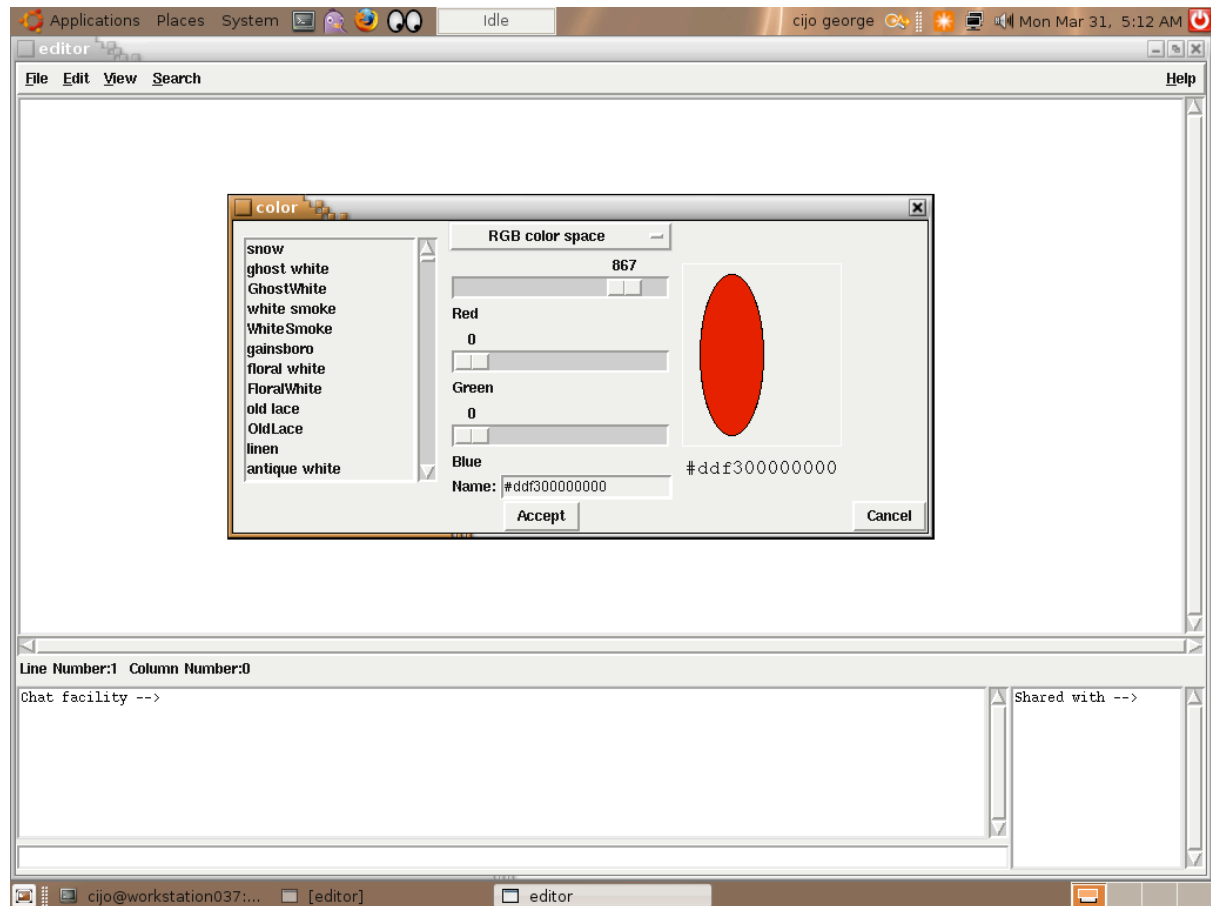 Applications Places System Idle cijo george Mon Mar 31, 5:12 AM
editor
File Edit View Search Help
color
snow
ghost white
GhostWhite
white smoke
WhiteSmoke
gainsboro
floral white
FloralWhite
old lace
OldLace
linen
antique white
RGB color space
867
Red
0
Green
0
Blue
Name: #ddf300000000
#ddf300000000
Accept Cancel
Line Number:1 Column Number:0
Chat facility -->
Shared with -->
cijo@workstation037:... [editor] editor